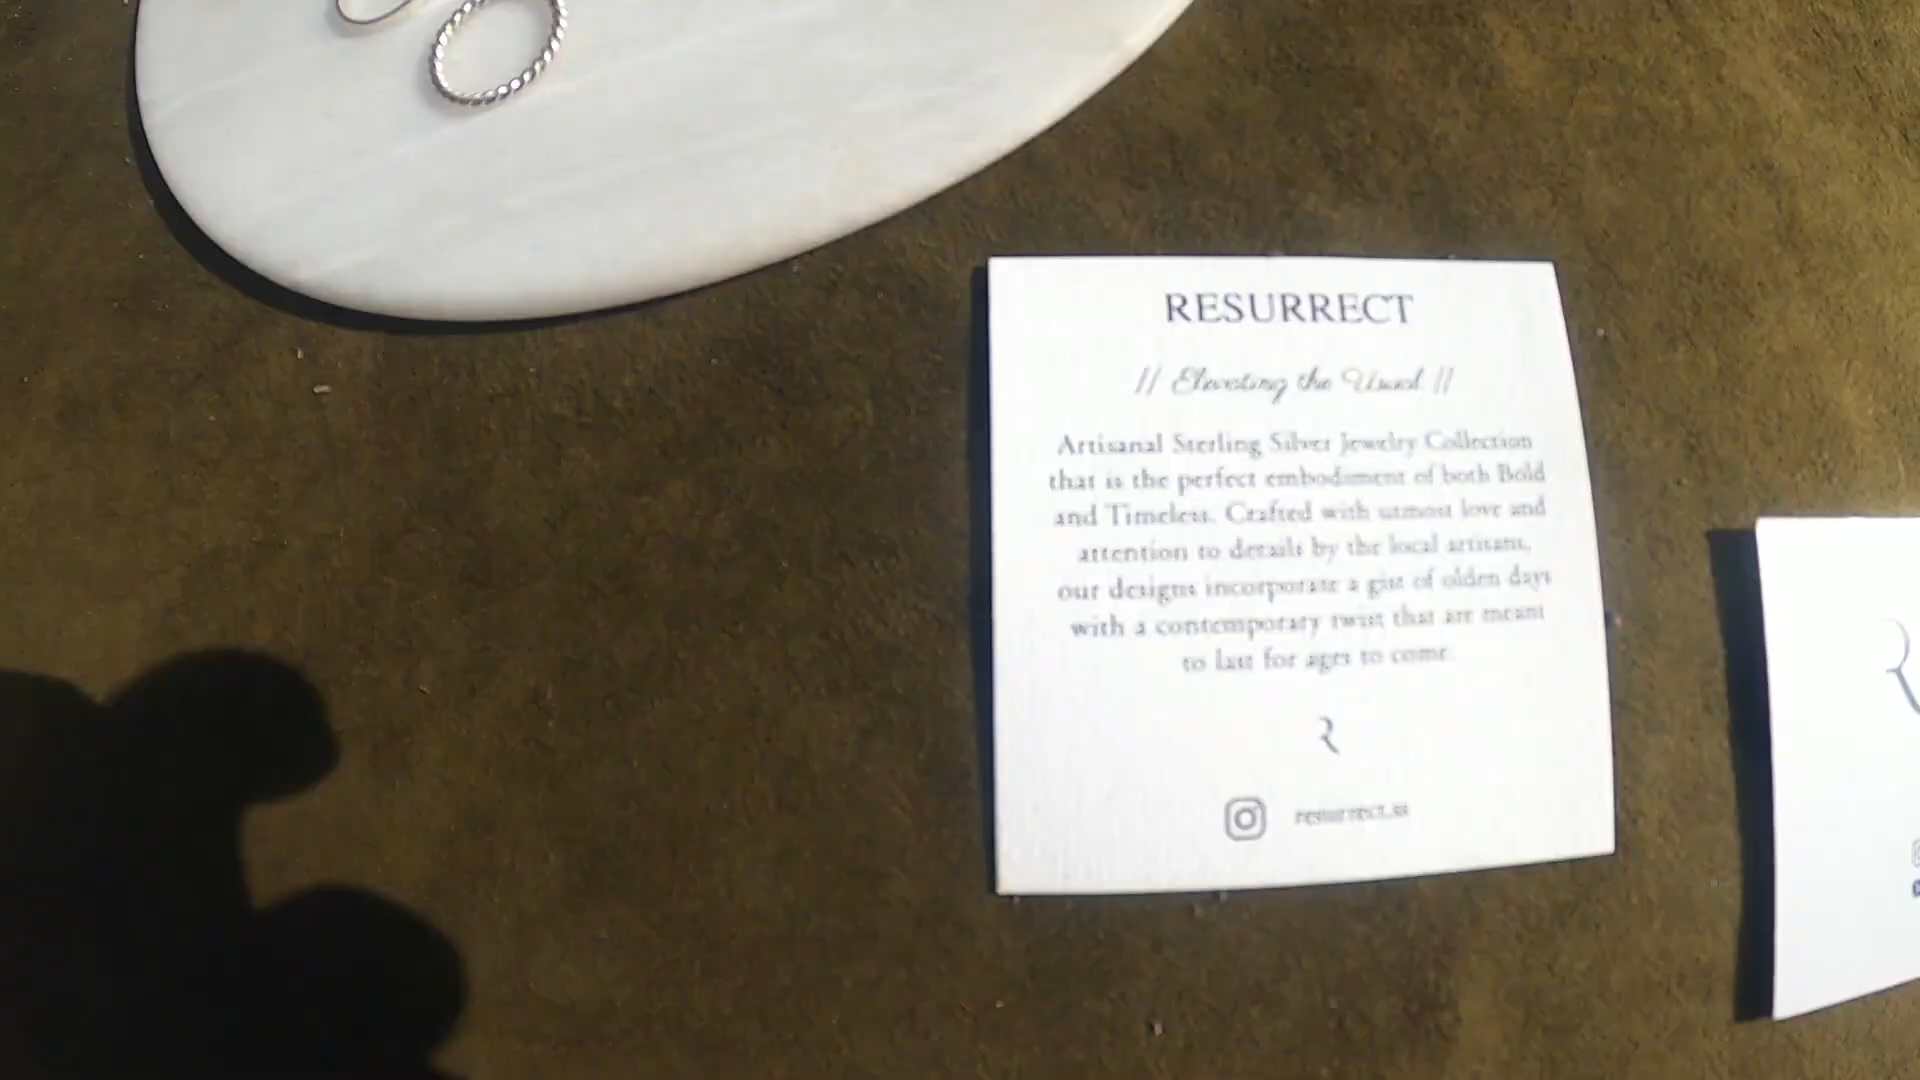 RESURRECT
// Elevating the Usual //
Artisanal Sterling Silver Jewelry Collection
that is the perfect embodiment of both Bold
and Timeless. Crafted with utmost love and
attention to details by the local artisans,
our designs incorporate a gist of olden days
with a contemporary twist that are meant
to last for ages to come.
R
R